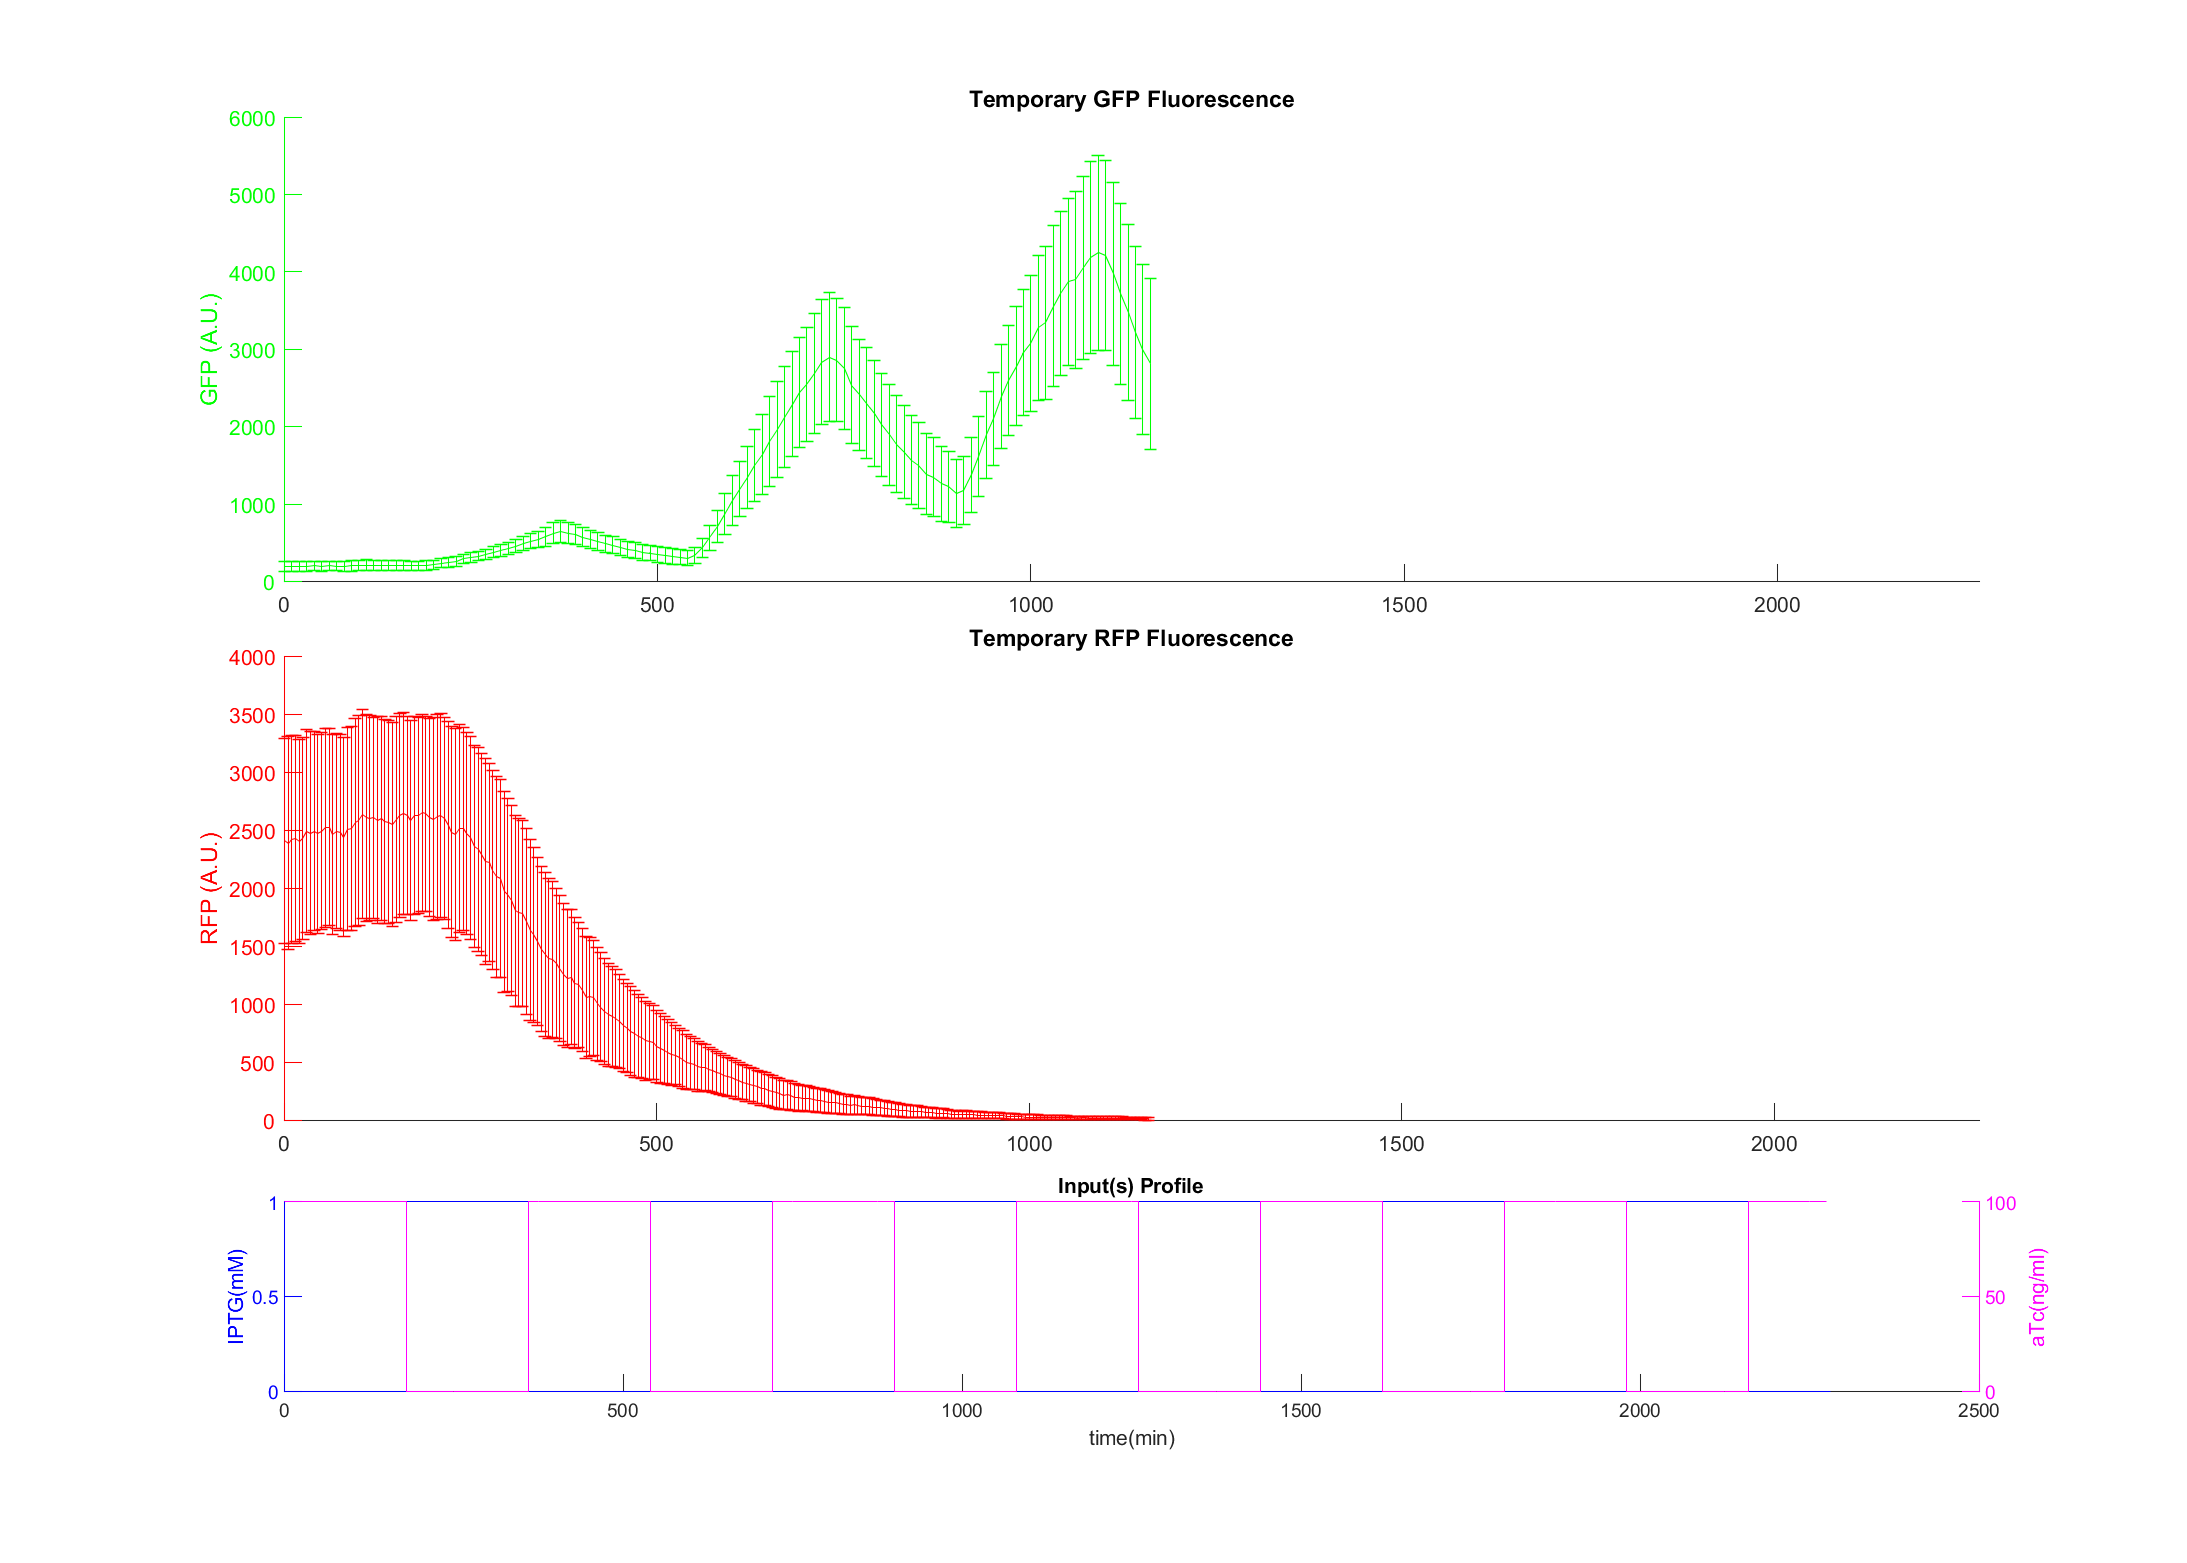 Temporary GFP Fluorescence
6000
5000
4000
3000
2000
1000
0
GFP (A.U.)
0 500 1000 1500 2000
Temporary RFP Fluorescence
4000
3500
3000
2500
2000
1500
1000
500
0
RFP (A.U.)
0 500 1000 1500 2000
Input(s) Profile
1
0.5
0
IPTG(mM)
100
50
0
aTc(ng/ml)
0 500 1000 1500 2000 2500
time(min)